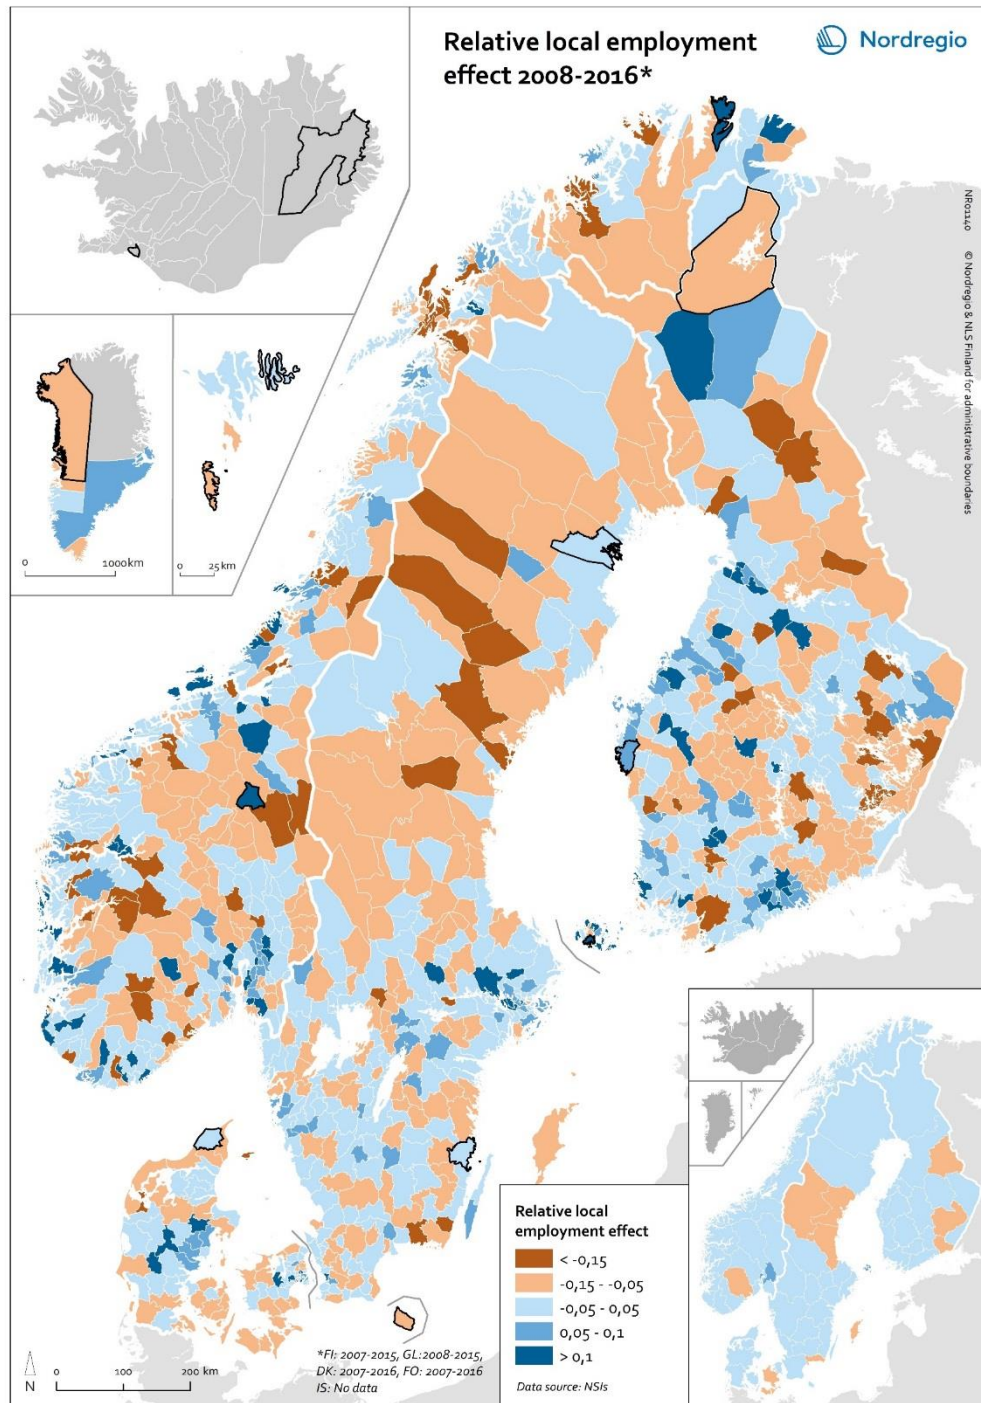 Relative local employment
effect 2008-2016*
Nordregio
NR01140 © Nordregio & NLS Finland for administrative boundaries
0 1000km
0 25 km
Relative local
employment effect
< -0,15
-0,15 - -0,05
-0,05 - 0,05
0,05 - 0,1
> 0,1
Data source: NSIs
*FI: 2007-2015, GL:2008-2015,
DK: 2007-2016, FO: 2007-2016
IS: No data
N
0 100 200 km